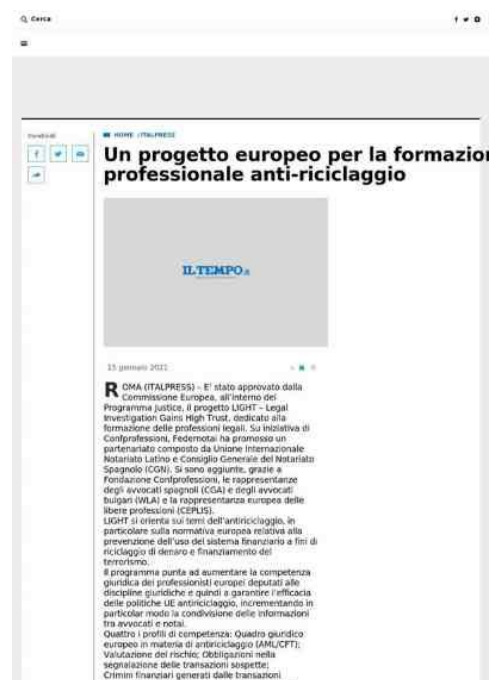 Cerca
Condividi
HOME / ITALPRESS
Un progetto europeo per la formazion
professionale anti-riciclaggio
IL TEMPO.it
15 gennaio 2021
ROMA (ITALPRESS) - E' stato approvato dalla
Commissione Europea, all'interno del
Programma Justice, il progetto LIGHT - Legal
Investigation Gains High Trust, dedicato alla
formazione delle professioni legali. Su iniziativa di
Confprofessioni, Federnotai ha promosso un
partenariato composto da Unione Internazionale
Notariato Latino e Consiglio Generale del Notariato
Spagnolo (CGN). Si sono aggiunte, grazie a
Fondazione Confprofessioni, le rappresentanze
degli avvocati spagnoli (CGA) e degli avvocati
bulgari (WLA) e la rappresentanza europea delle
libere professioni (CEPLIS).
LIGHT si orienta sui temi dell'antiriciclaggio, in
particolare sulla normativa europea relativa alla
prevenzione dell'uso del sistema finanziario a fini di
riciclaggio di denaro e finanziamento del
terrorismo.
Il programma punta ad aumentare la competenza
giuridica dei professionisti europei deputati alle
discipline giuridiche e quindi a garantire l'efficacia
delle politiche UE antiriciclaggio, incrementando in
particolar modo la condivisione delle informazioni
tra avvocati e notai.
Quattro i profili di competenza: Quadro giuridico
europeo in materia di antiriciclaggio (AML/CFT);
Valutazione del rischio; Obbligazioni nella
segnalazione delle transazioni sospette;
Crimini finanziari generati dalle transazioni